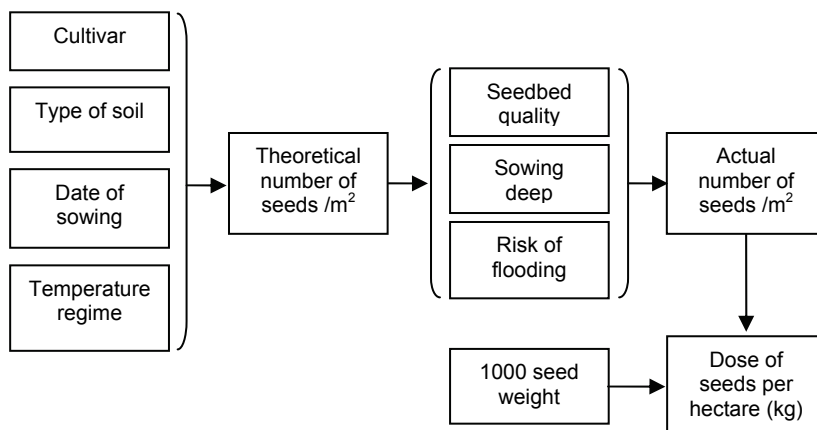 Cultivar
Type of soil
Date of
sowing
Temperature
regime
Theoretical
number of
seeds /m²
Seedbed
quality
Sowing
deep
Risk of
flooding
Actual
number of
seeds /m²
1000 seed
weight
Dose of
seeds per
hectare (kg)